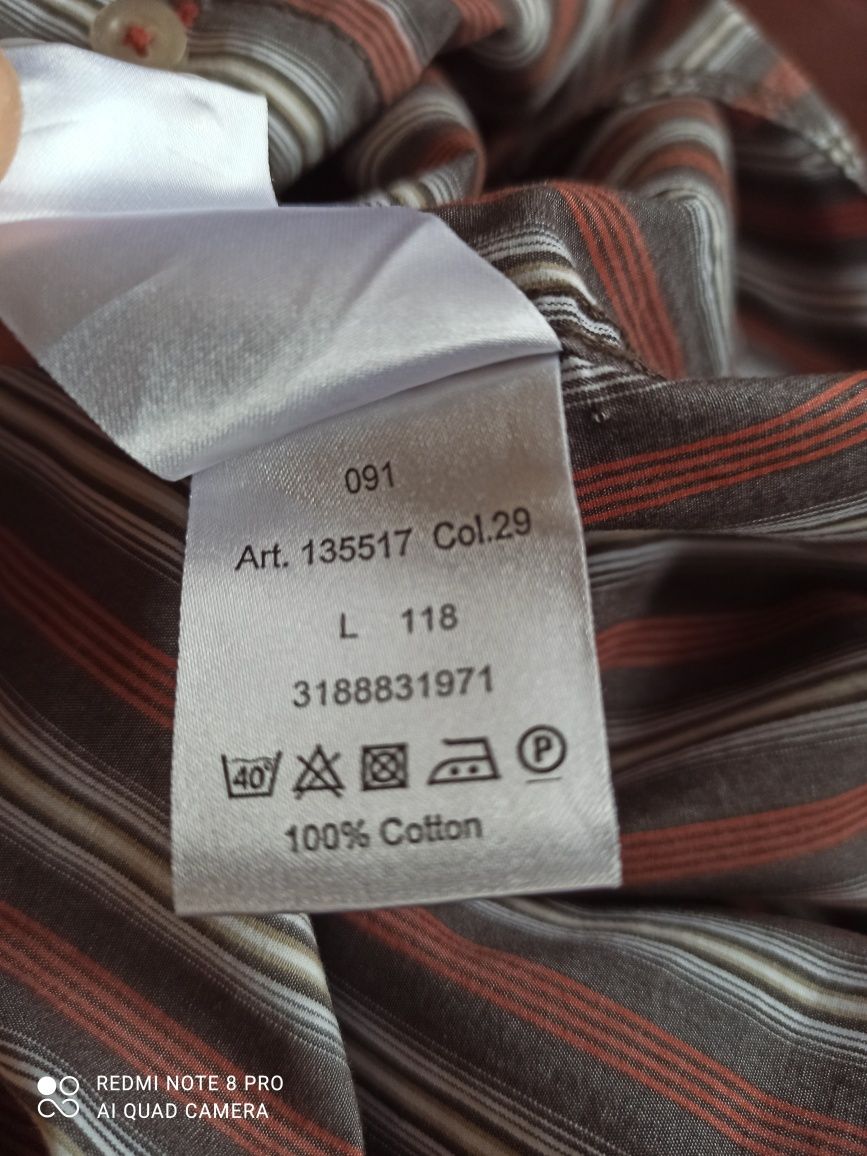 091
Art. 135517 Col.29
L 118
3188831971
40°
P
100% Cotton
REDMI NOTE 8 PRO
AI QUAD CAMERA